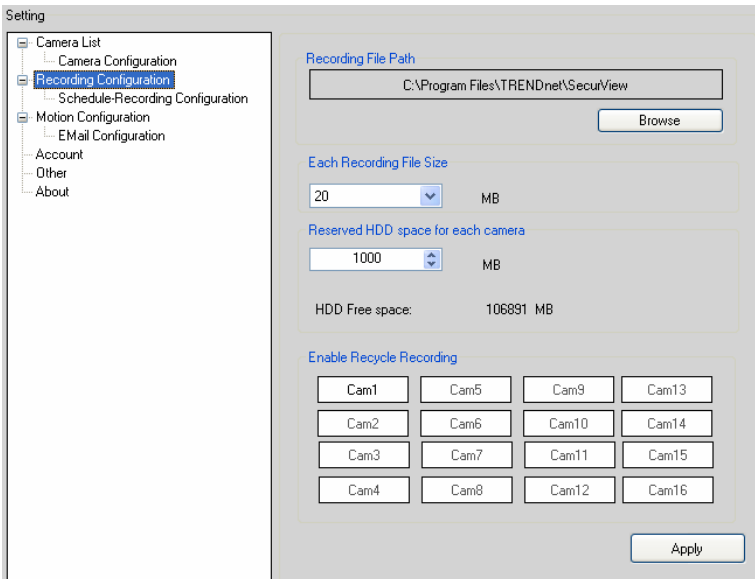 Setting
Camera List
Camera Configuration
Recording Configuration
Schedule-Recording Configuration
Motion Configuration
EMail Configuration
Account
Other
About
Recording File Path
C:\Program Files\TRENDnet\SecurView
Browse
Each Recording File Size
20 MB
Reserved HDD space for each camera
1000 MB
HDD Free space: 106891 MB
Enable Recycle Recording
Cam1 Cam5 Cam9 Cam13
Cam2 Cam6 Cam10 Cam14
Cam3 Cam7 Cam11 Cam15
Cam4 Cam8 Cam12 Cam16
Apply